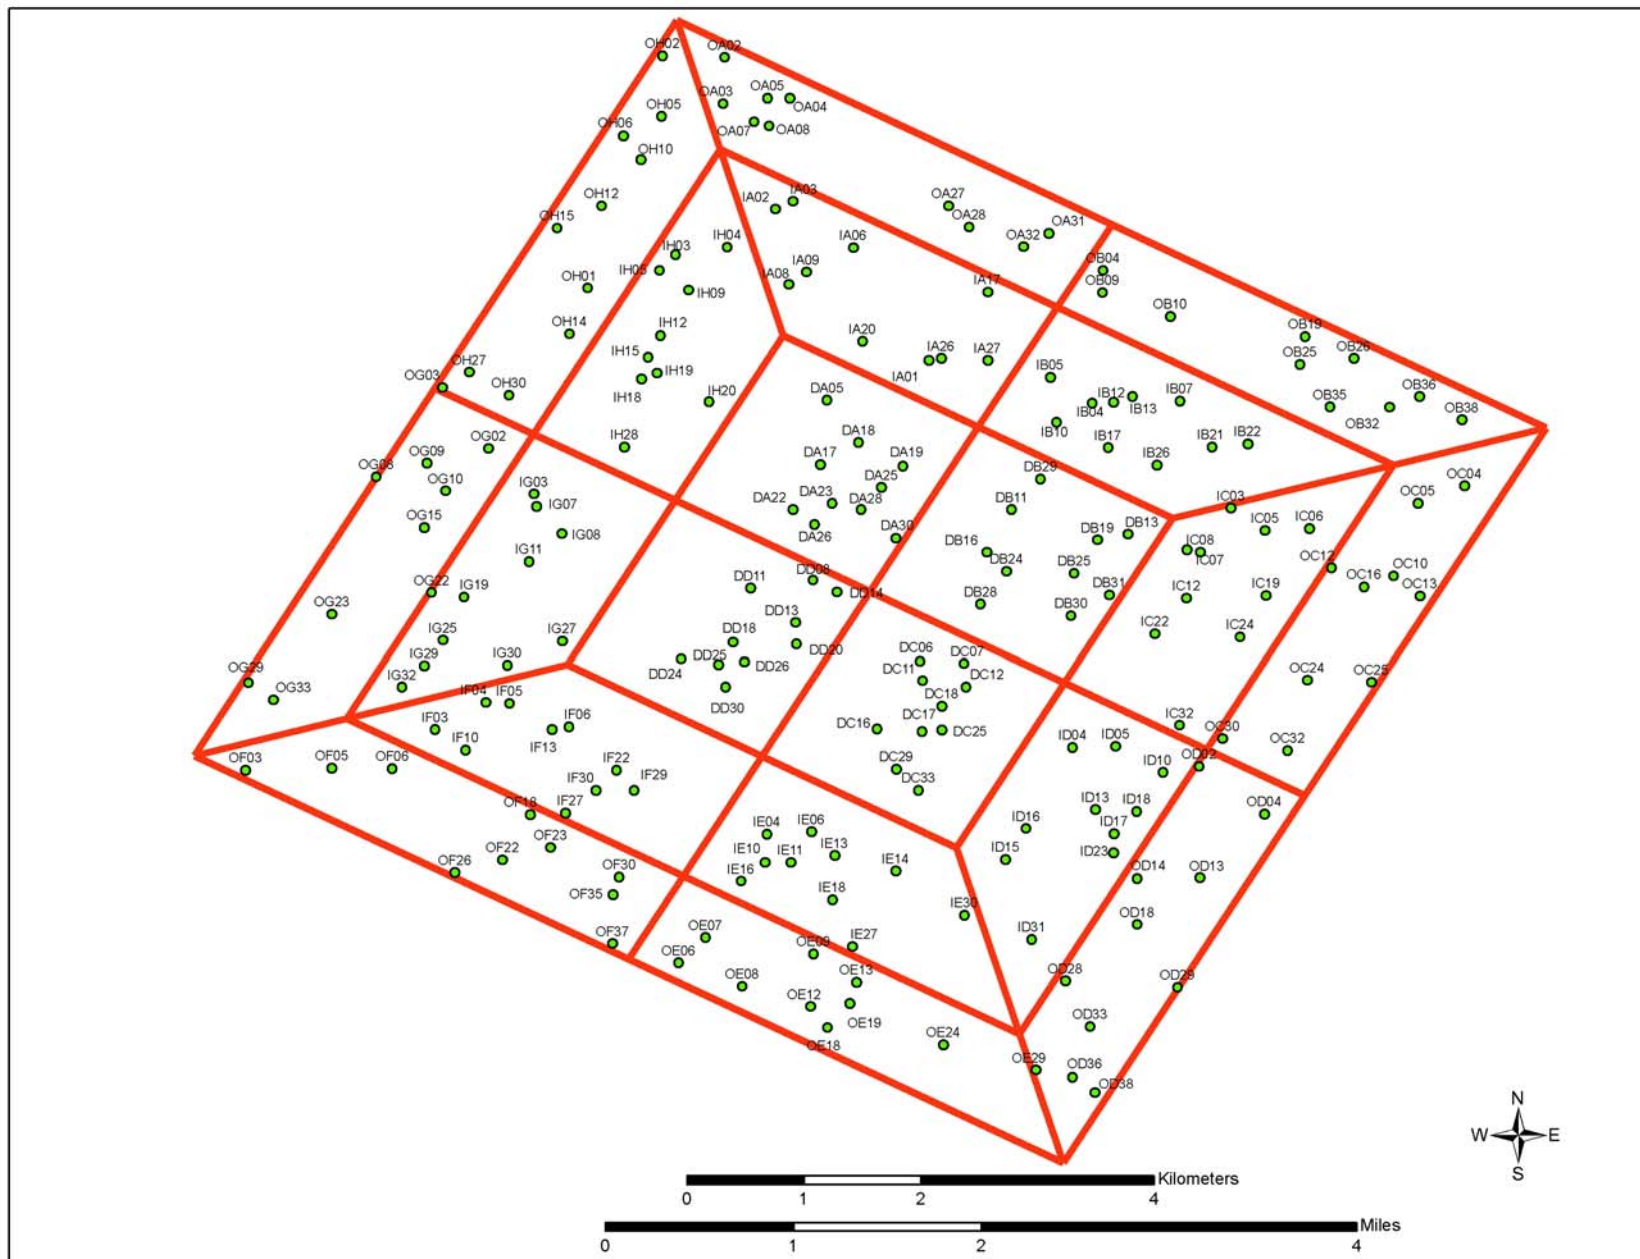 OH02 OA02
OA05
OA03 OA04
OH05
OH06 OA07 OA08
OH10
OH12 IA02 IA03 OA27
OH15 OA28 OA31
OA32
IH04 IA06
IH03
IH05 IA09 OB04
OH01 IA08 IA17 OB09
IH09
OB10
OH14 IH12 OB19
IA20
IH15 IA26 IA27 OB25 OB26
OH27 IH19 IA01 IB05
OG03
OH30 IH18 IH20 DA05 IB12 IB07 OB36
IB04 IB13 OB35 OB32 OB38
IH28 DA18 IB10 IB17 IB21 IB22
OG02
OG09 DA17 DA19 IB26
OG08 DB29 OC04
OG10 IG03 DA25 OC05
IG07 DA22 DA23 DA28 DB11 IC03
OG15 DA26 DA30 DB19 DB13 IC05 IC06
IG08 DB16 IC08
IG11 DB24 IC07 OC12
OG22 IG19 DD11 DD08 DB25 OC16 OC10
DD14 DB28 DB31 IC12 IC19 OC13
OG23 DD13 DB30
IG25 IG27 DD18 DD20 IC22 IC24
IG29 IG30 DD25 DD26 DC06 DC07
OG29 IG32 DD24 DC11 DC12 OC24 OC25
OG33 IF04 IF05 DD30 DC18
IF03 IF06 DC16 DC17 DC25 IC32 OC30
IF10 IF13 ID04 ID05 OC32
OF03 OF05 OF06 IF22 DC29 ID10 OD02
IF30 IF29 DC33
OF18 IF27 ID13 ID18 OD04
IE04 IE06 ID16 ID17
OF22 OF23 IE10 IE11 IE13 IE14 ID15 ID23
OF26 OF30 IE16 OD14 OD13
OF35 IE18 IE30
OE07 ID31 OD18
OF37 OE06 OE09 IE27
OE08 OE13 OD28 OD29
OE12
OE19 OD33
OE18 OE24
OE29 OD36
OD38
N
W E
S
Kilometers
0 1 2 4
Miles
0 1 2 4